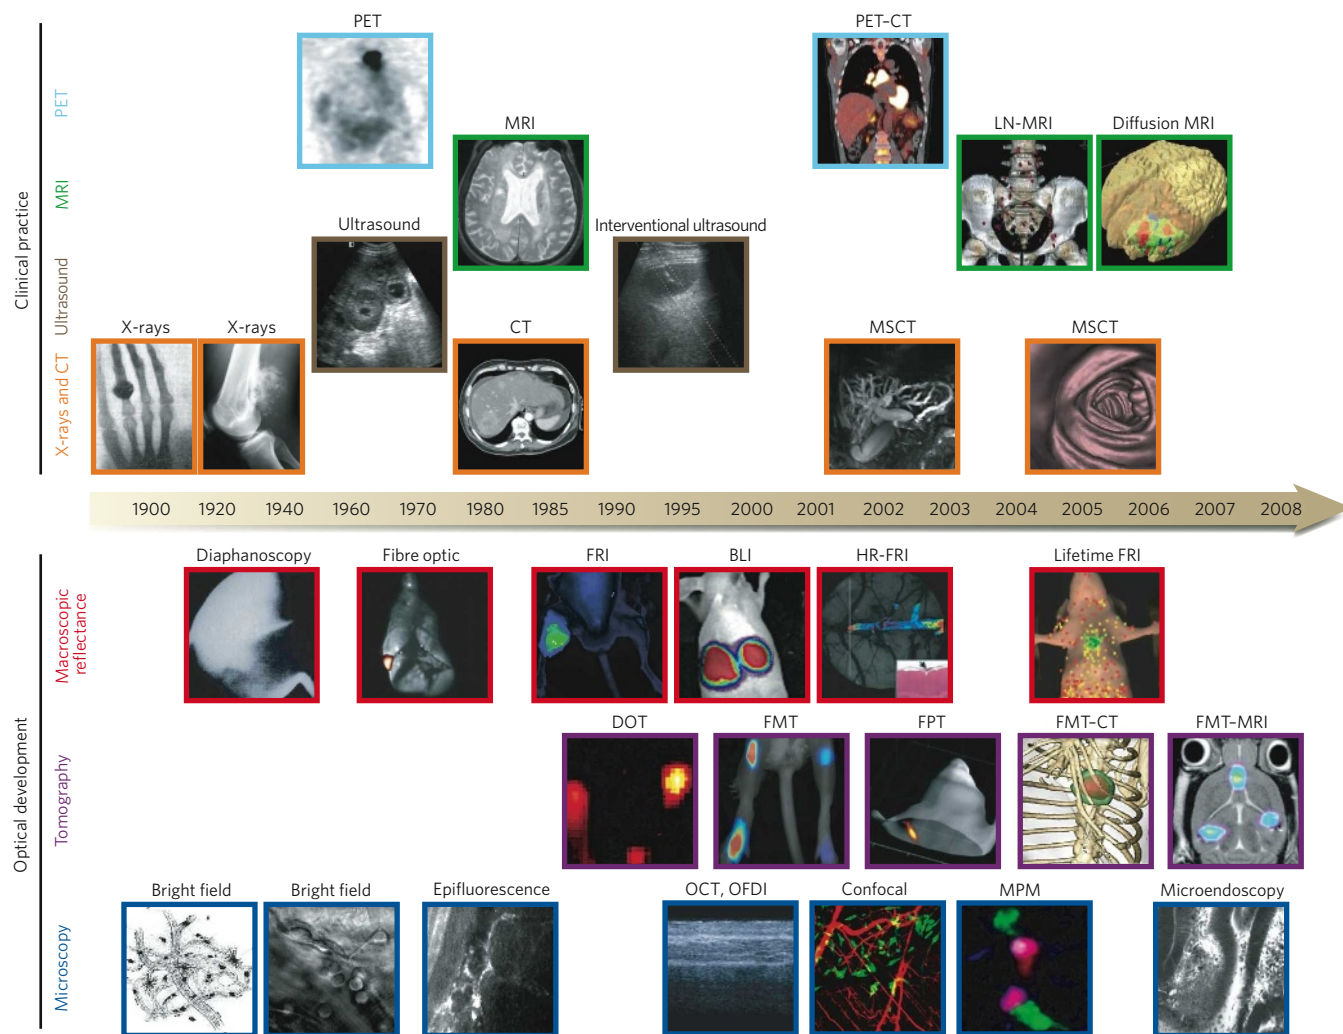 PET
PET–CT
MRI
LN-MRI
Diffusion MRI
Ultrasound
Interventional ultrasound
X-rays
X-rays
CT
MSCT
MSCT
Clinical practice
PET
MRI
Ultrasound
X-rays and CT
1900 1920 1940 1960 1970 1980 1985 1990 1995 2000 2001 2002 2003 2004 2005 2006 2007 2008
Diaphanoscopy
Fibre optic
FRI
BLI
HR-FRI
Lifetime FRI
DOT
FMT
FPT
FMT–CT
FMT–MRI
Bright field
Bright field
Epifluorescence
OCT, OFDI
Confocal
MPM
Microendoscopy
Optical development
Macroscopic
reflectance
Tomography
Microscopy